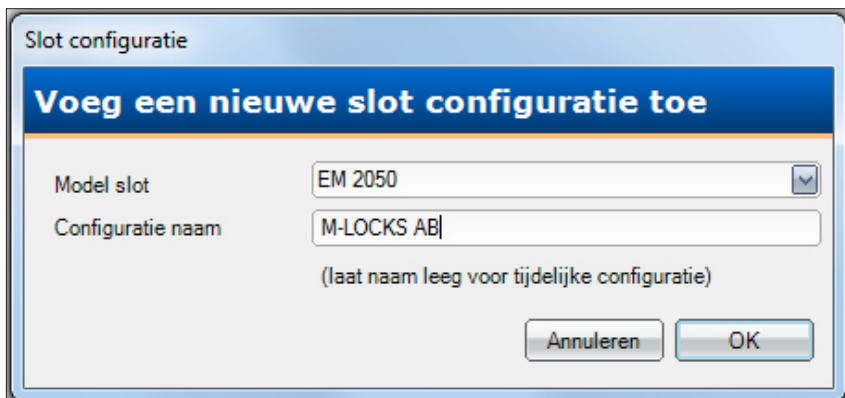 Slot configuratie
Voeg een nieuwe slot configuratie toe
Model slot EM 2050
Configuratie naam M-LOCKS AB
(laat naam leeg voor tijdelijke configuratie)
Annuleren OK